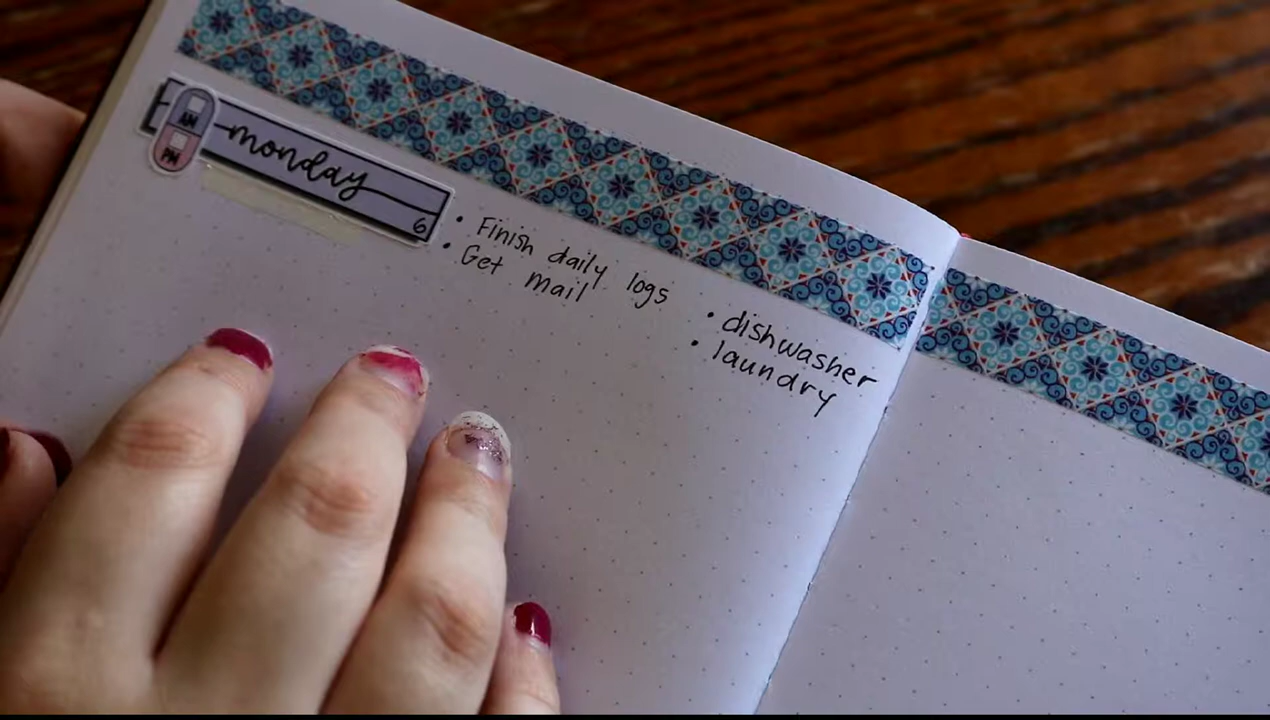 AM
PM
monday
6
• Finish daily logs
• Get mail
• dishwasher
• laundry